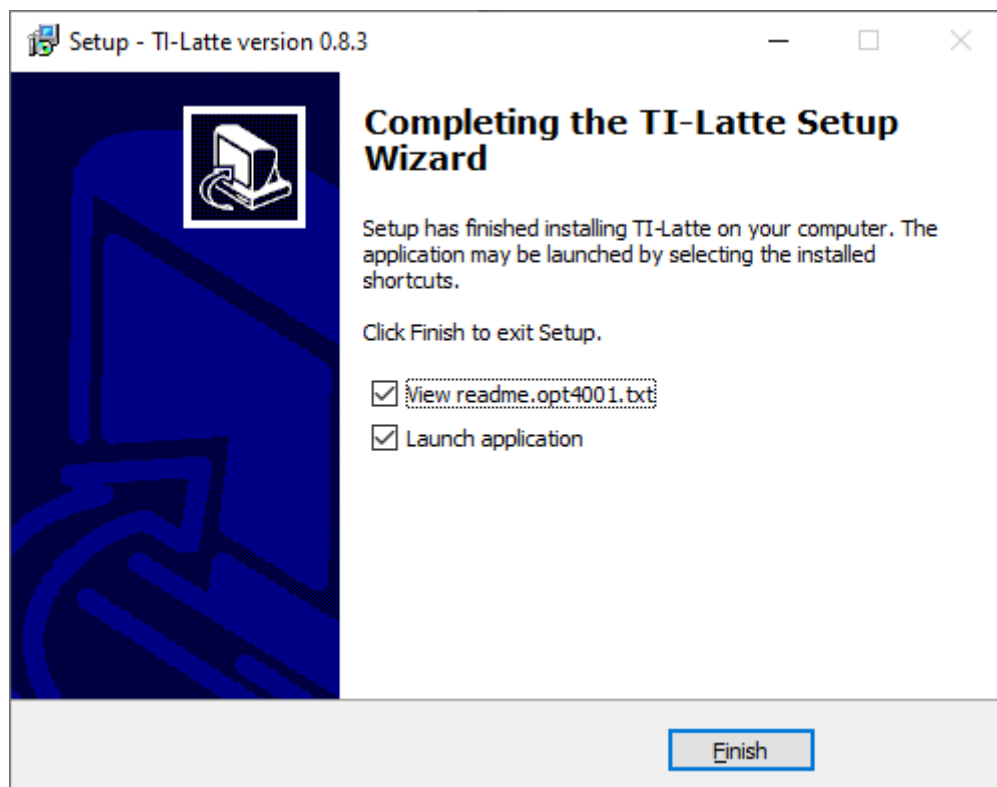 Setup - TI-Latte version 0.8.3
Completing the TI-Latte Setup
Wizard
Setup has finished installing TI-Latte on your computer. The
application may be launched by selecting the installed
shortcuts.
Click Finish to exit Setup.
View readme.opt4001.txt
Launch application
Finish